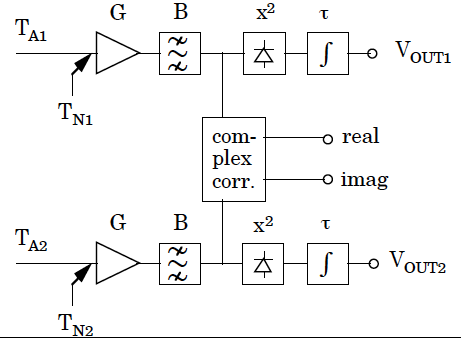 G B x² τ
T_A1
V_OUT1
T_N1
com-
plex
corr.
real
imag
G B x² τ
T_A2
V_OUT2
T_N2